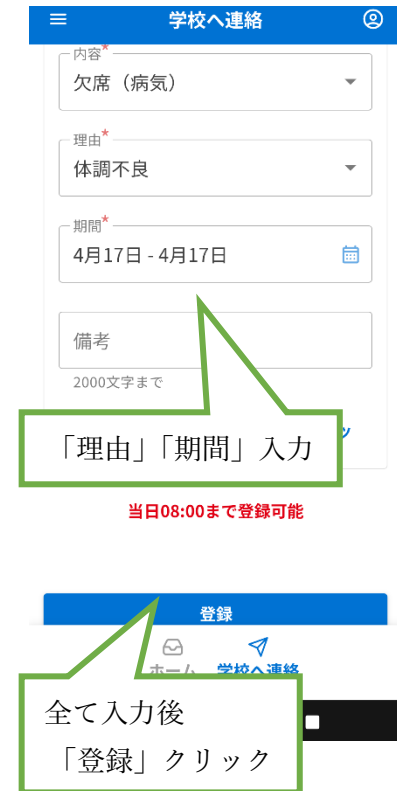 学校へ連絡
内容*
欠席（病気）
理由*
体調不良
期間*
4月17日 - 4月17日
備考
2000文字まで
「理由」「期間」入力
当日08:00まで登録可能
登録
ホーム 学校へ連絡
全て入力後
「登録」クリック